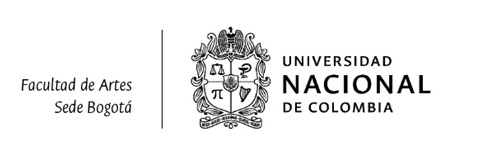 Facultad de Artes
Sede Bogotá
π
UNIVERSIDAD
NACIONAL
DE COLOMBIA